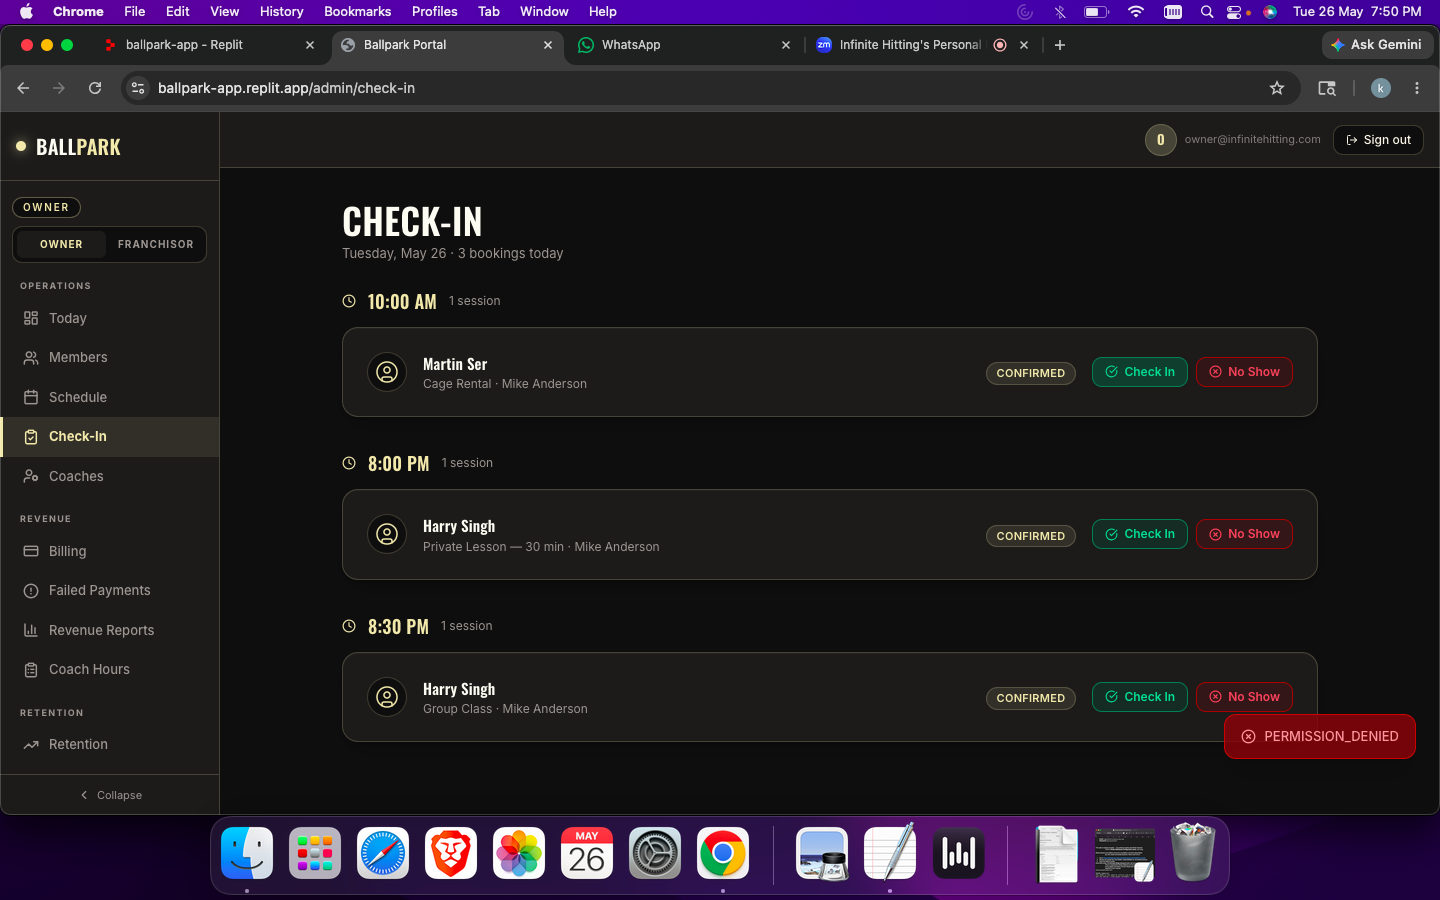 Chrome File Edit View History Bookmarks Profiles Tab Window Help Tue 26 May 7:50 PM
ballpark-app - Replit Ballpark Portal WhatsApp zm Infinite Hitting's Personal Ask Gemini
ballpark-app.replit.app/admin/check-in k
BALLPARK
0 owner@infinitehitting.com Sign out
OWNER
OWNER FRANCHISOR
OPERATIONS
Today
Members
Schedule
Check-In
Coaches
REVENUE
Billing
Failed Payments
Revenue Reports
Coach Hours
RETENTION
Retention
Collapse
CHECK-IN
Tuesday, May 26 · 3 bookings today
10:00 AM 1 session
Martin Ser
Cage Rental · Mike Anderson
CONFIRMED Check In No Show
8:00 PM 1 session
Harry Singh
Private Lesson — 30 min · Mike Anderson
CONFIRMED Check In No Show
8:30 PM 1 session
Harry Singh
Group Class · Mike Anderson
CONFIRMED Check In No Show
PERMISSION_DENIED
MAY
26